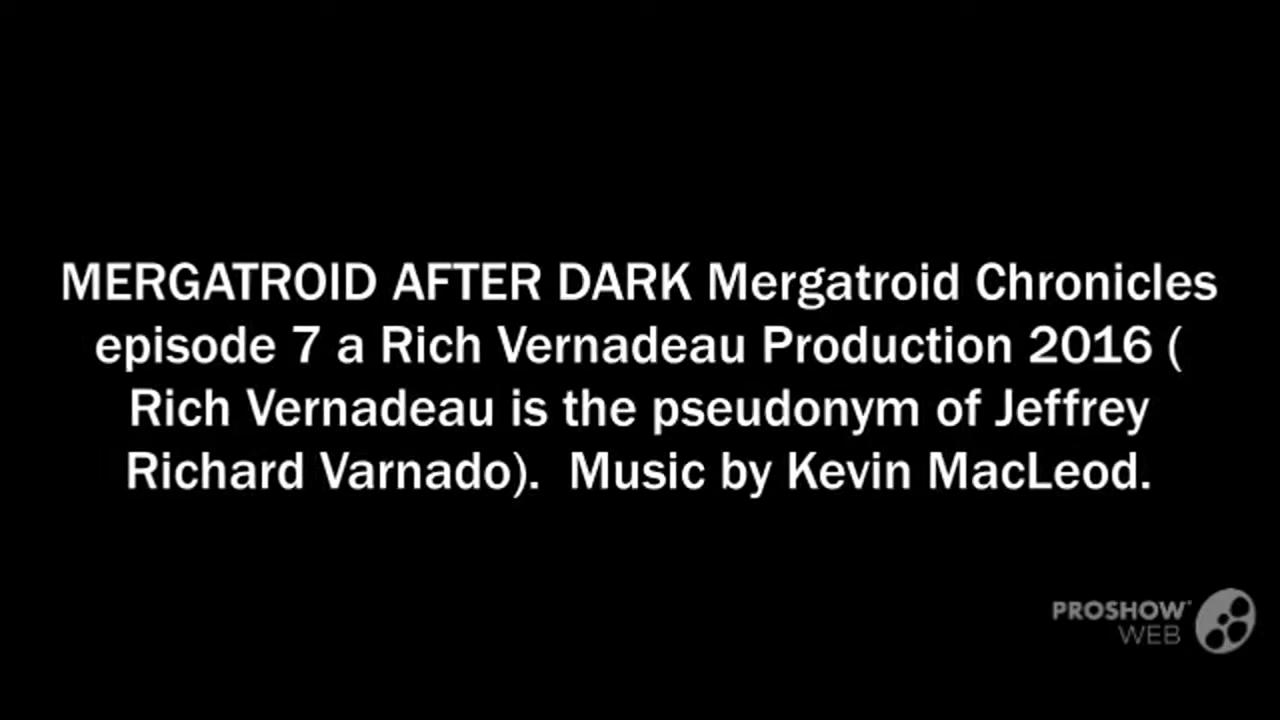 MERGATROID AFTER DARK Mergatroid Chronicles
episode 7 a Rich Vernadeau Production 2016 (
Rich Vernadeau is the pseudonym of Jeffrey
Richard Varnado).  Music by Kevin MacLeod.
PROSHOW
WEB